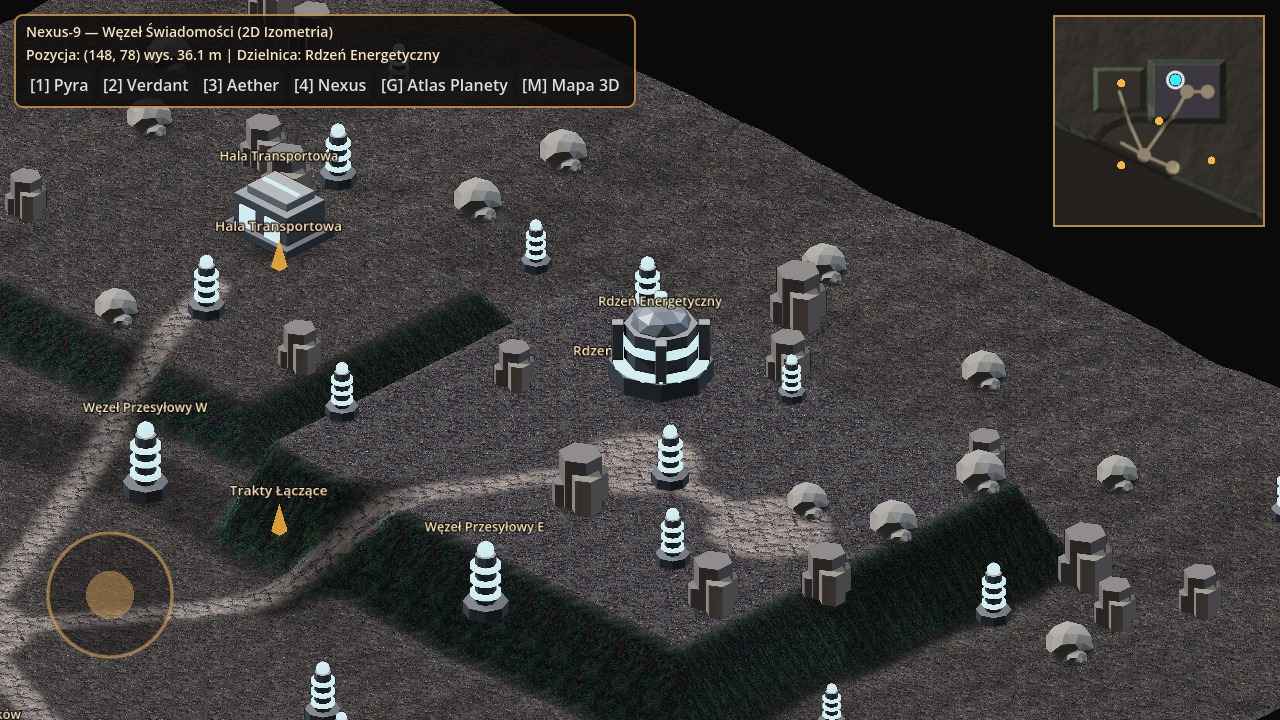 Nexus-9 — Węzeł Świadomości (2D Izometria)
Pozycja: (148, 78) wys. 36.1 m | Dzielnica: Rdzeń Energetyczny
[1] Pyra [2] Verdant [3] Aether [4] Nexus [G] Atlas Planety [M] Mapa 3D
Hala Transportowa
Hala Transportowa
Rdzeń Energetyczny
Rdzeń
Węzeł Przesyłowy W
Trakty Łączące
Węzeł Przesyłowy E